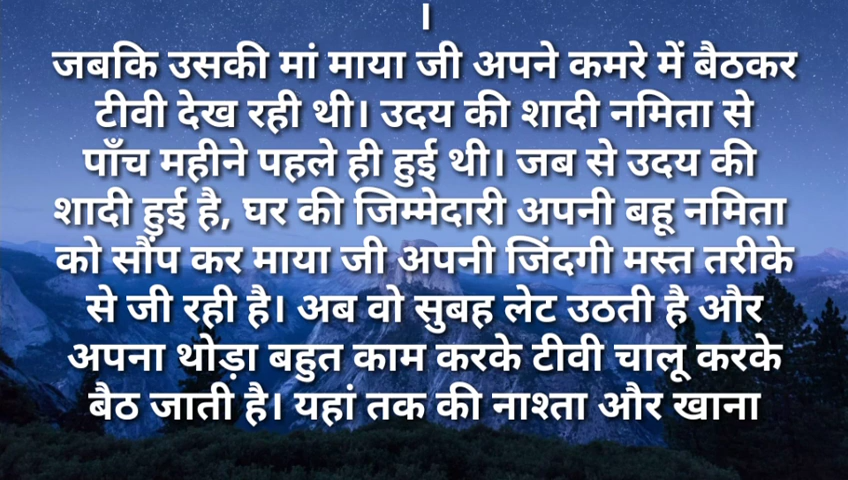 ।
जबकि उसकी मां माया जी अपने कमरे में बैठकर
टीवी देख रही थी। उदय की शादी नमिता से
पाँच महीने पहले ही हुई थी। जब से उदय की
शादी हुई है, घर की जिम्मेदारी अपनी बहू नमिता
को सौंप कर माया जी अपनी जिंदगी मस्त तरीके
से जी रही है। अब वो सुबह लेट उठती है और
अपना थोड़ा बहुत काम करके टीवी चालू करके
बैठ जाती है। यहां तक की नाश्ता और खाना